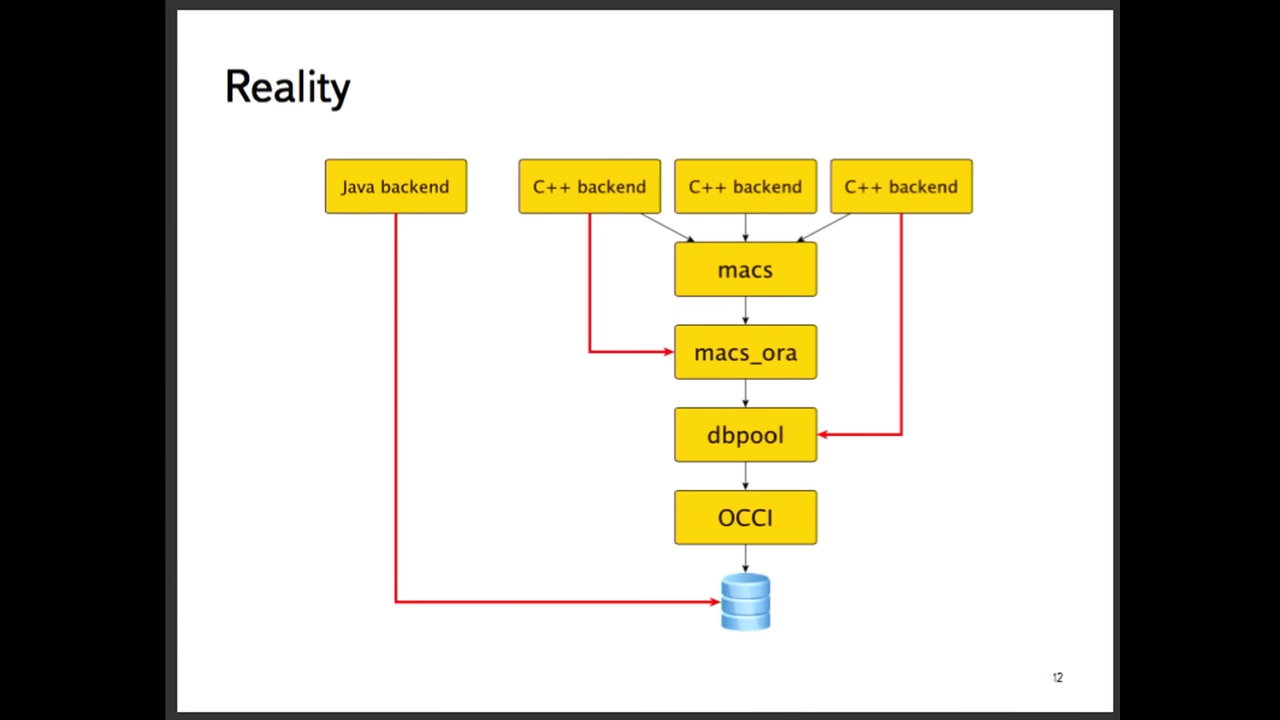 Reality
Java backend
C++ backend
C++ backend
C++ backend
macs
macs_ora
dbpool
OCCI
12